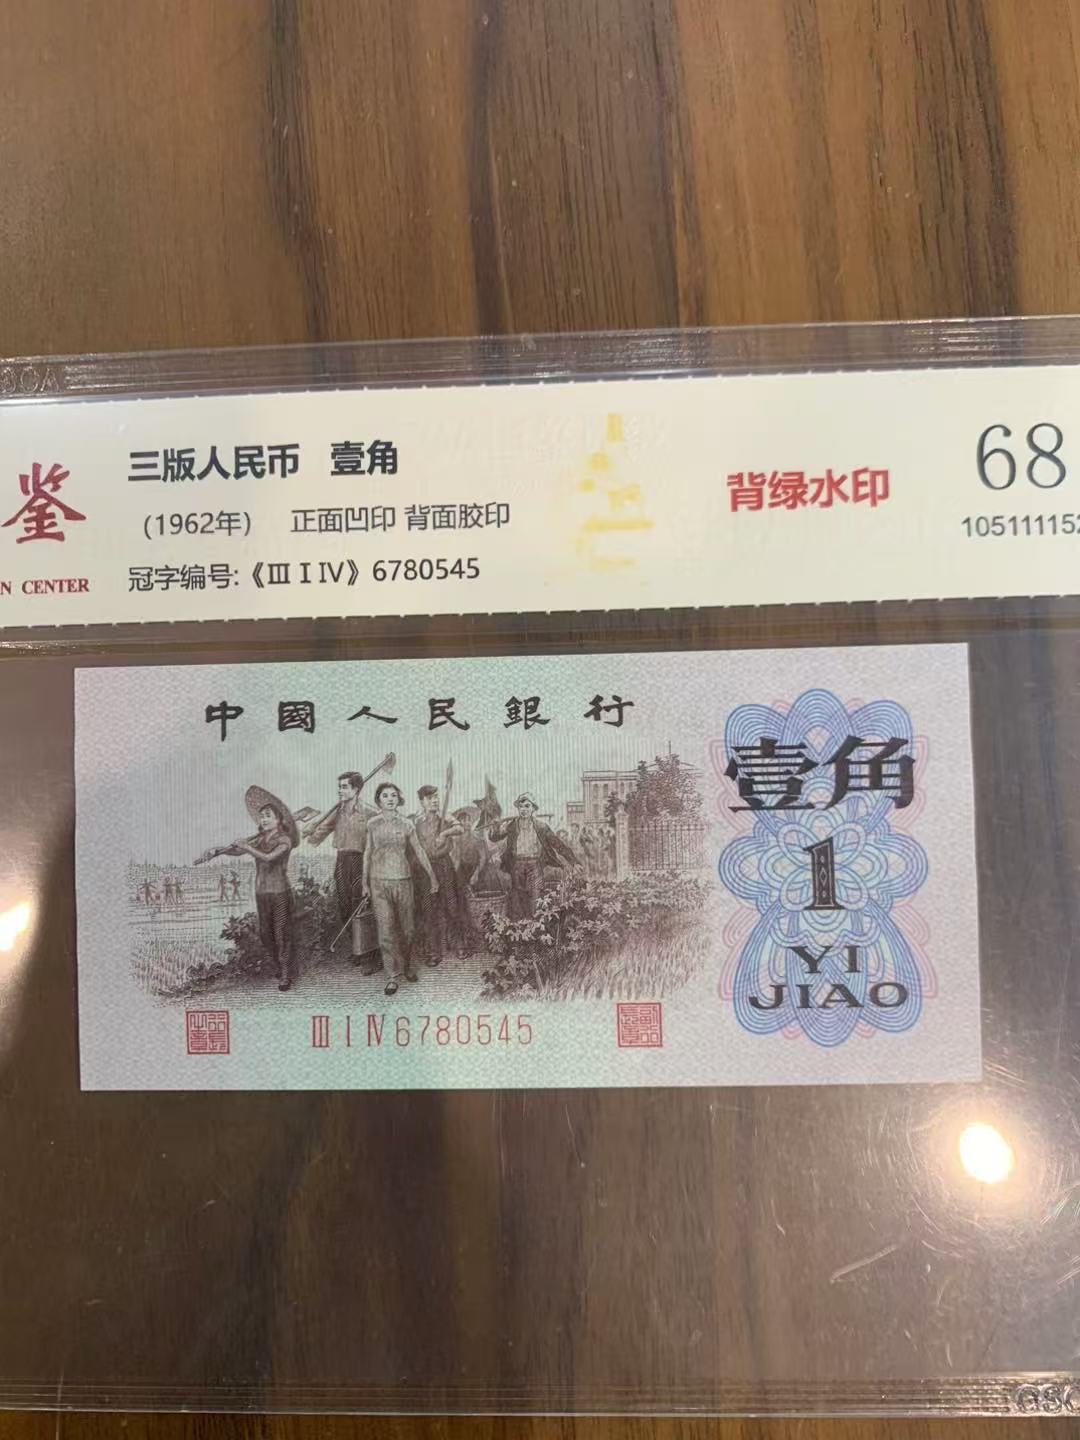 鉴
N CENTER
三版人民币 壹角
(1962年) 正面凹印 背面胶印
冠字编号:《ⅢⅠⅣ》6780545
背绿水印
68
105111152
中國人民銀行
壹角
1
YI
JIAO
ⅢⅠⅣ6780545